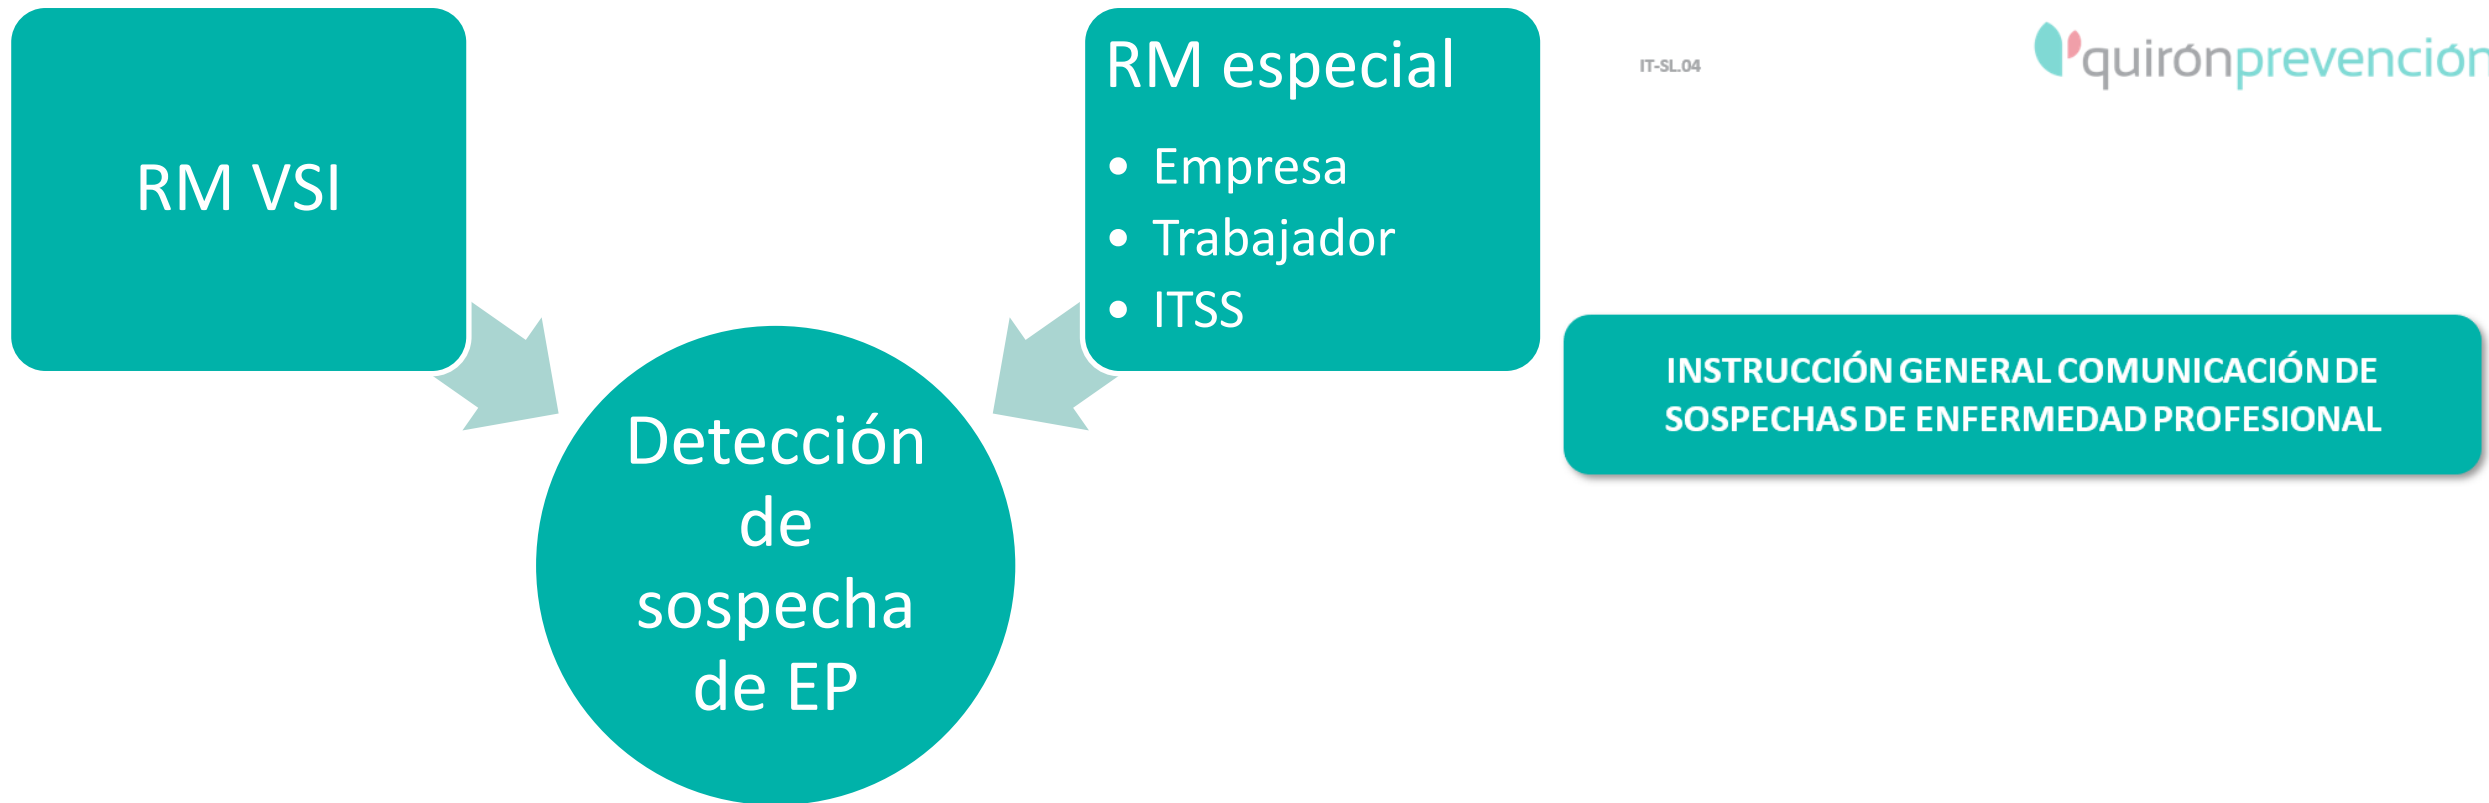 RM VSI
RM especial
• Empresa
• Trabajador
• ITSS
Detección
de
sospecha
de EP
IT-SL.04
quirónprevención
INSTRUCCIÓN GENERAL COMUNICACIÓN DE
SOSPECHAS DE ENFERMEDAD PROFESIONAL